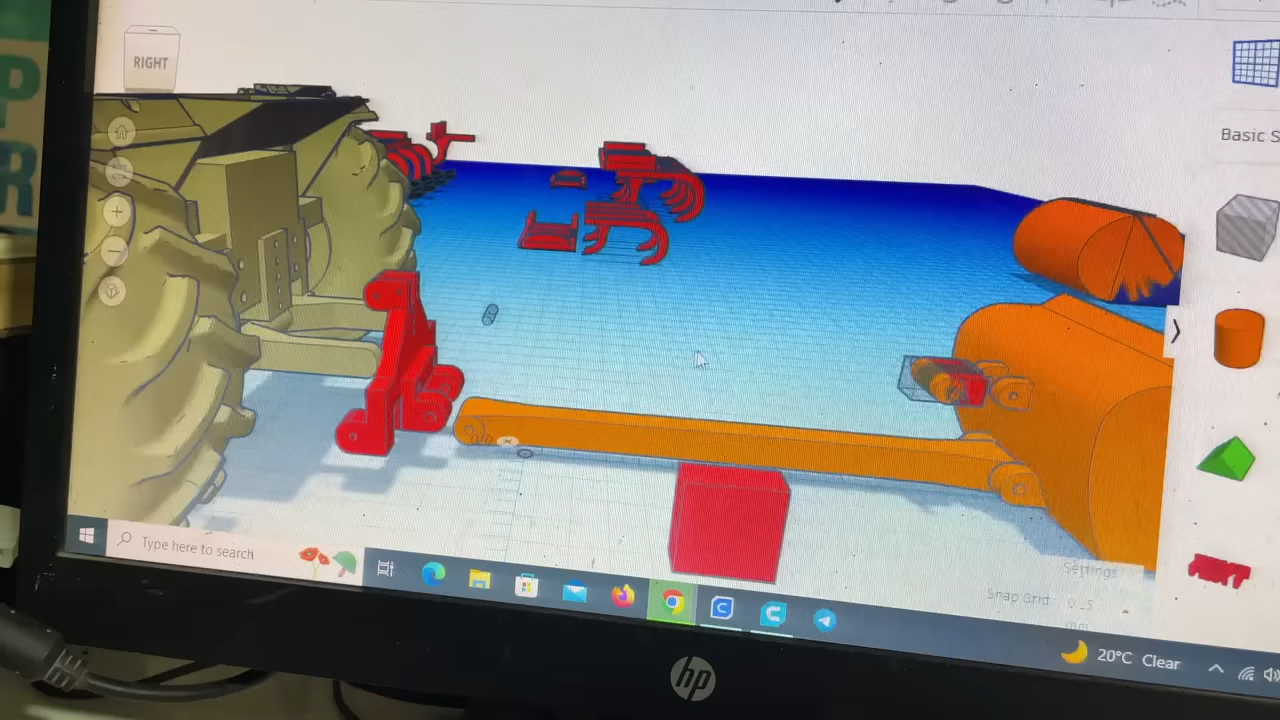 P
R
RIGHT
Basic S
Settings
Snap Grid
Type here to search
20°C Clear
hp